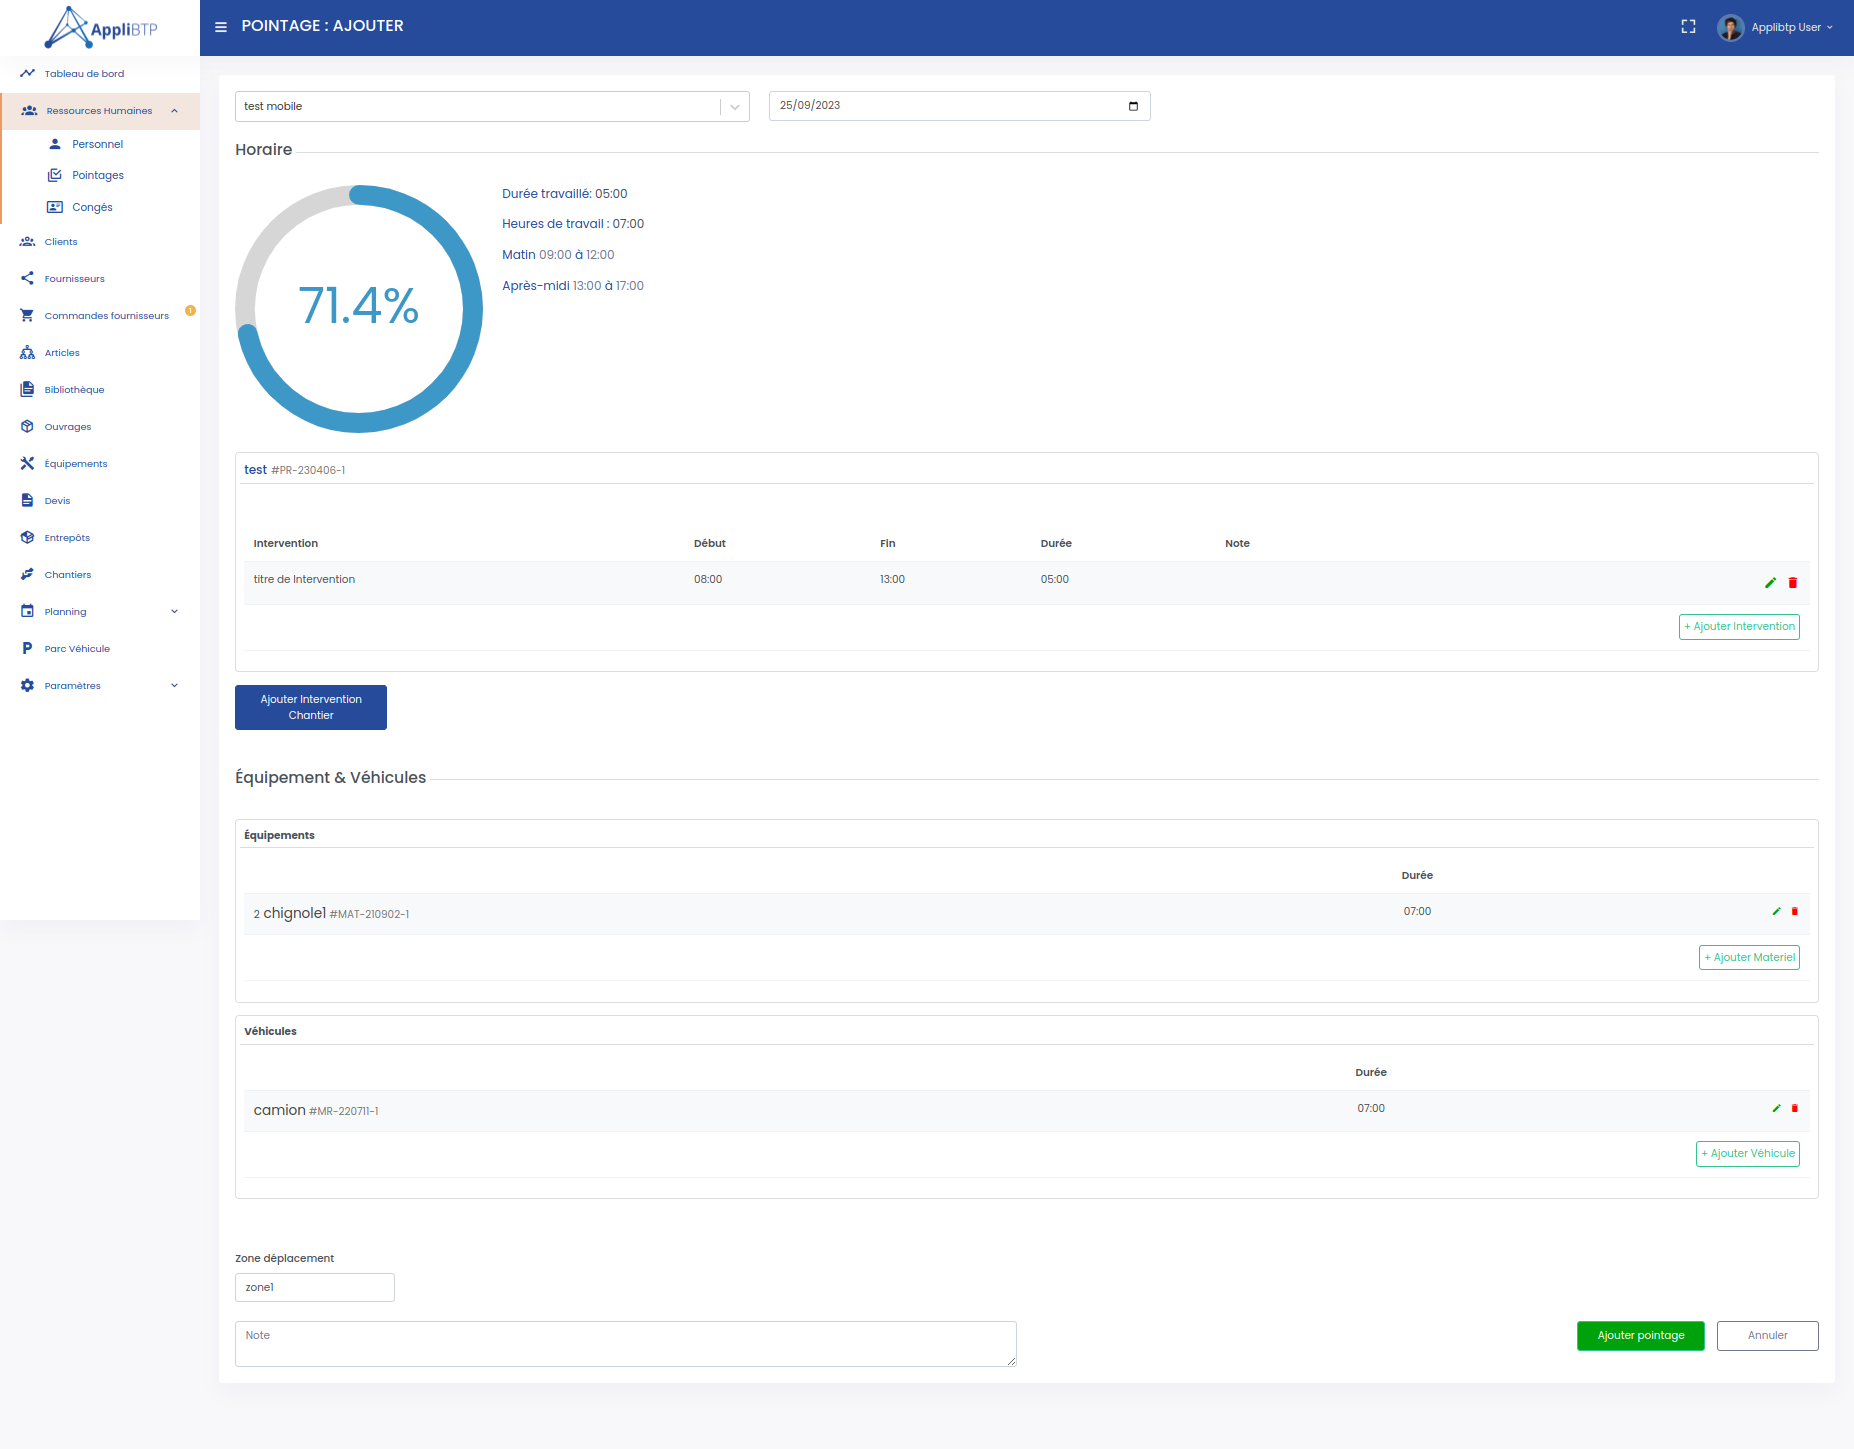 AppliBTP
POINTAGE : AJOUTER
Applibtp User
Tableau de bord
Ressources Humaines
Personnel
Pointages
Congés
Clients
Fournisseurs
Commandes fournisseurs
1
Articles
Bibliothèque
Ouvrages
Équipements
Devis
Entrepôts
Chantiers
Planning
P Parc Véhicule
Paramètres
test mobile
25/09/2023
Horaire
71.4%
Durée travaillé: 05:00
Heures de travail : 07:00
Matin 09:00 à 12:00
Après-midi 13:00 à 17:00
test #PR-230406-1
Intervention Début Fin Durée Note
titre de Intervention 08:00 13:00 05:00
+ Ajouter Intervention
Ajouter Intervention
Chantier
Équipement & Véhicules
Équipements
Durée
2 chignole1 #MAT-210902-1 07:00
+ Ajouter Materiel
Véhicules
Durée
camion #MR-220711-1 07:00
+ Ajouter Véhicule
Zone déplacement
zone1
Note
Ajouter pointage
Annuler